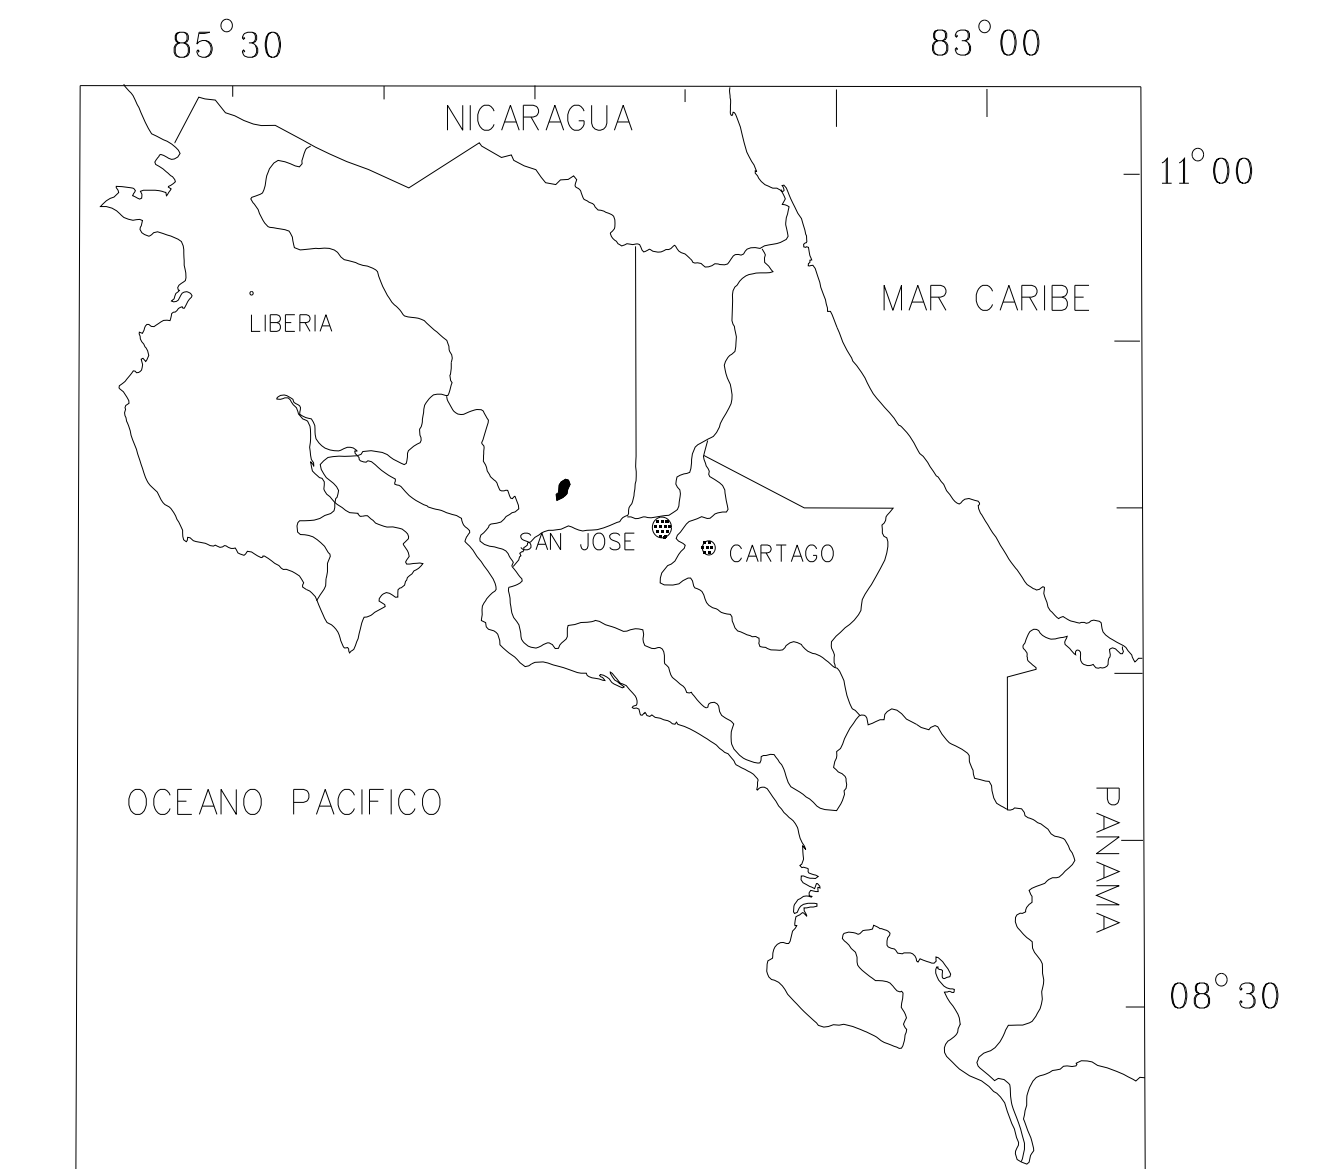 85°30 83°00
NICARAGUA
11°00
MAR CARIBE
LIBERIA
SAN JOSE
CARTAGO
OCEANO PACIFICO
PANAMA
08°30